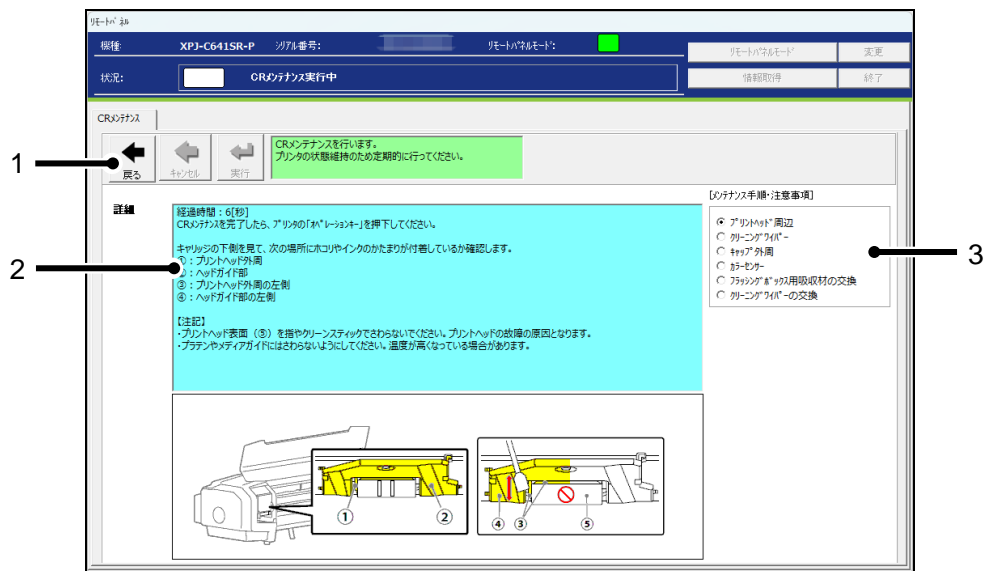 リモートパネル
機種:
XPJ-C641SR-P
シリアル番号:
リモートパネルモード:
リモートパネルモード
変更
状況:
CRメンテナンス実行中
情報取得
終了
CRメンテナンス
戻る
キャンセル
実行
CRメンテナンスを行います。
プリンタの状態維持のため定期的に行ってください。
1
詳細
経過時間：6[秒]
CRメンテナンスを完了したら、プリンタの「オペレーションキー」を押下してください。
キャリッジの下側を見て、次の場所にホコリやインクのかたまりが付着しているか確認します。
①：プリントヘッド外周
②：ヘッドガイド部
③：プリントヘッド外周の左側
④：ヘッドガイド部の左側
【注記】
・プリントヘッド表面（⑤）を指やクリーンスティックでさわらないでください。プリントヘッドの故障の原因となります。
・プラテンやメディアガイドにはさわらないようにしてください。温度が高くなっている場合があります。
2
[メンテナンス手順・注意事項]
プリントヘッド周辺
クリーニングワイパー
キャップ外周
カラーセンサー
フラッシングボックス用吸収材の交換
クリーニングワイパーの交換
3
①
②
④
③
⑤